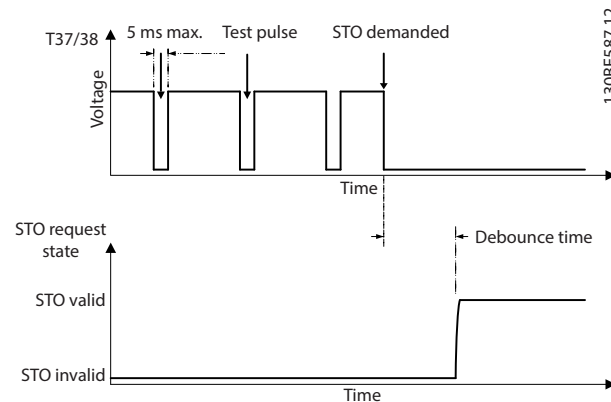 T37/38
5 ms max.
Test pulse
STO demanded
130BE587.12
Voltage
Time
STO request
state
Debounce time
STO valid
STO invalid
Time